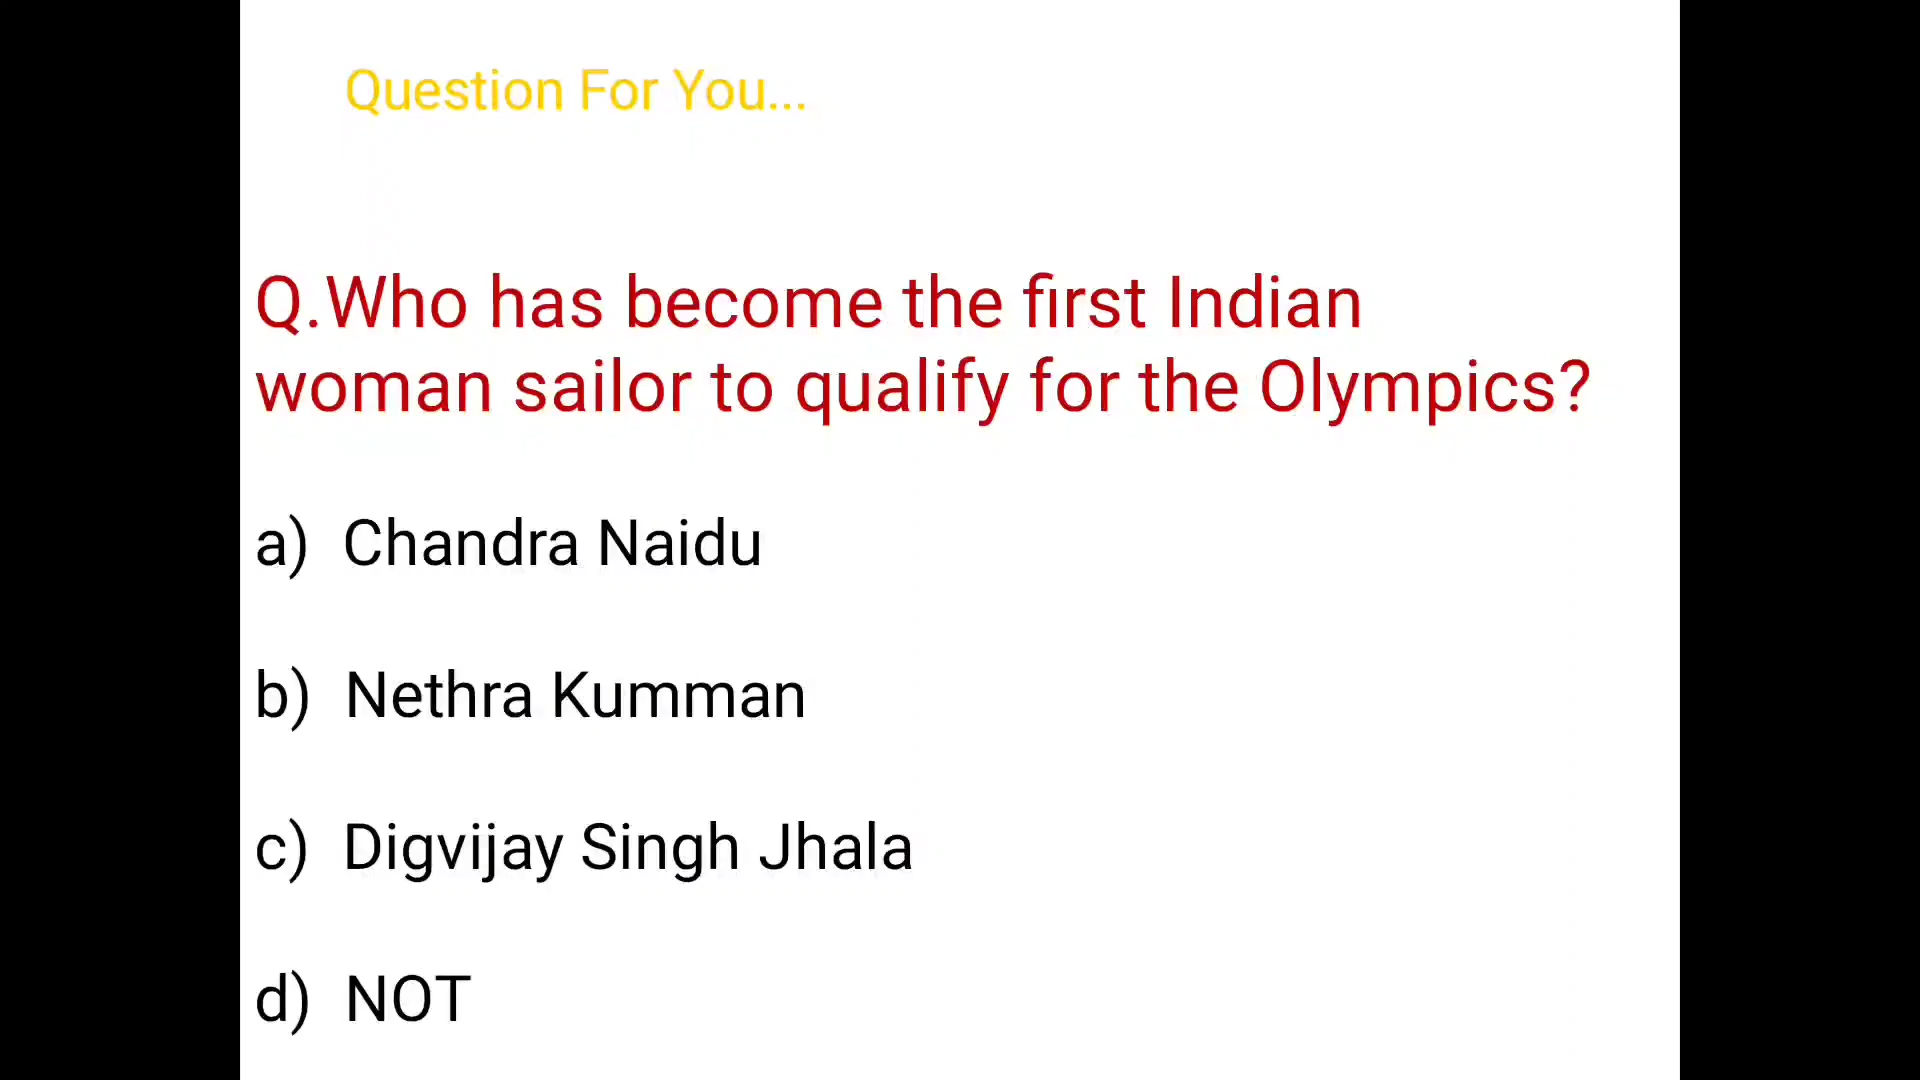 Question For You...
Q.Who has become the first Indian
woman sailor to qualify for the Olympics?
a) Chandra Naidu
b) Nethra Kumman
c) Digvijay Singh Jhala
d) NOT